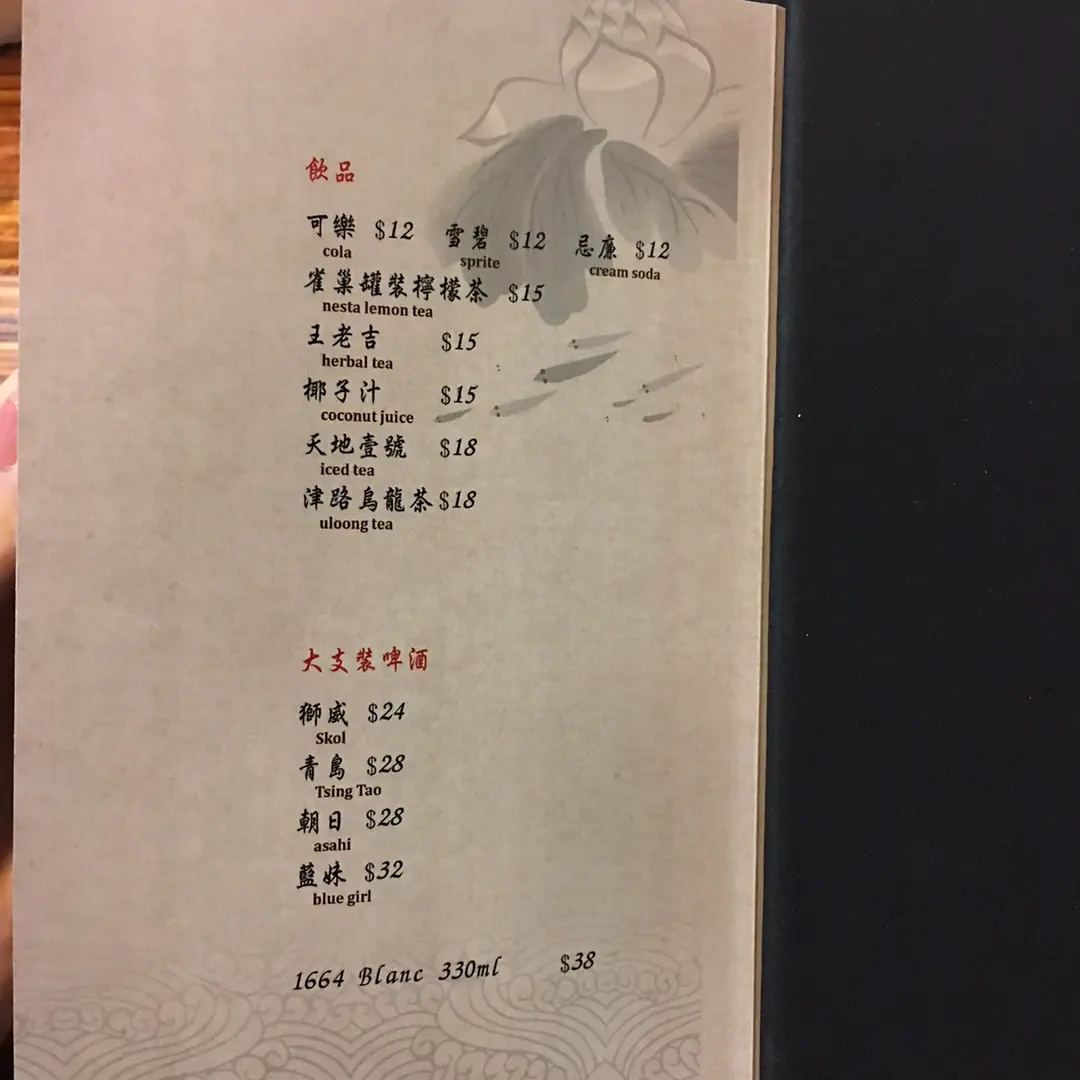 飲品
可樂 $12 雪碧 $12 忌廉 $12
cola sprite cream soda
雀巢罐裝檸檬茶 $15
nesta lemon tea
王老吉 $15
herbal tea
椰子汁 $15
coconut juice
天地壹號 $18
iced tea
津路烏龍茶 $18
uloong tea
大支裝啤酒
獅威 $24
Skol
青島 $28
Tsing Tao
朝日 $28
asahi
藍妹 $32
blue girl
1664 Blanc 330ml $38